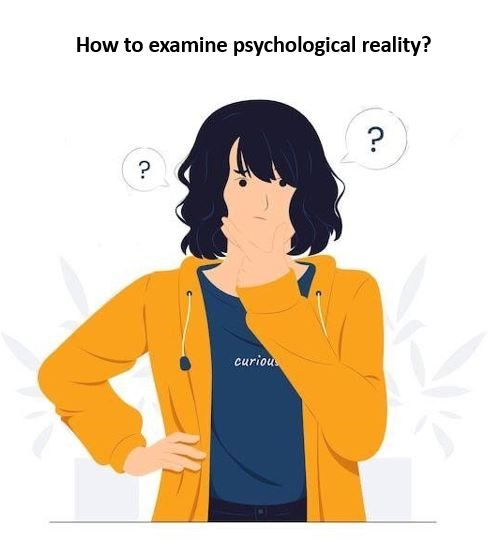 How to examine psychological reality?
?
?
curious